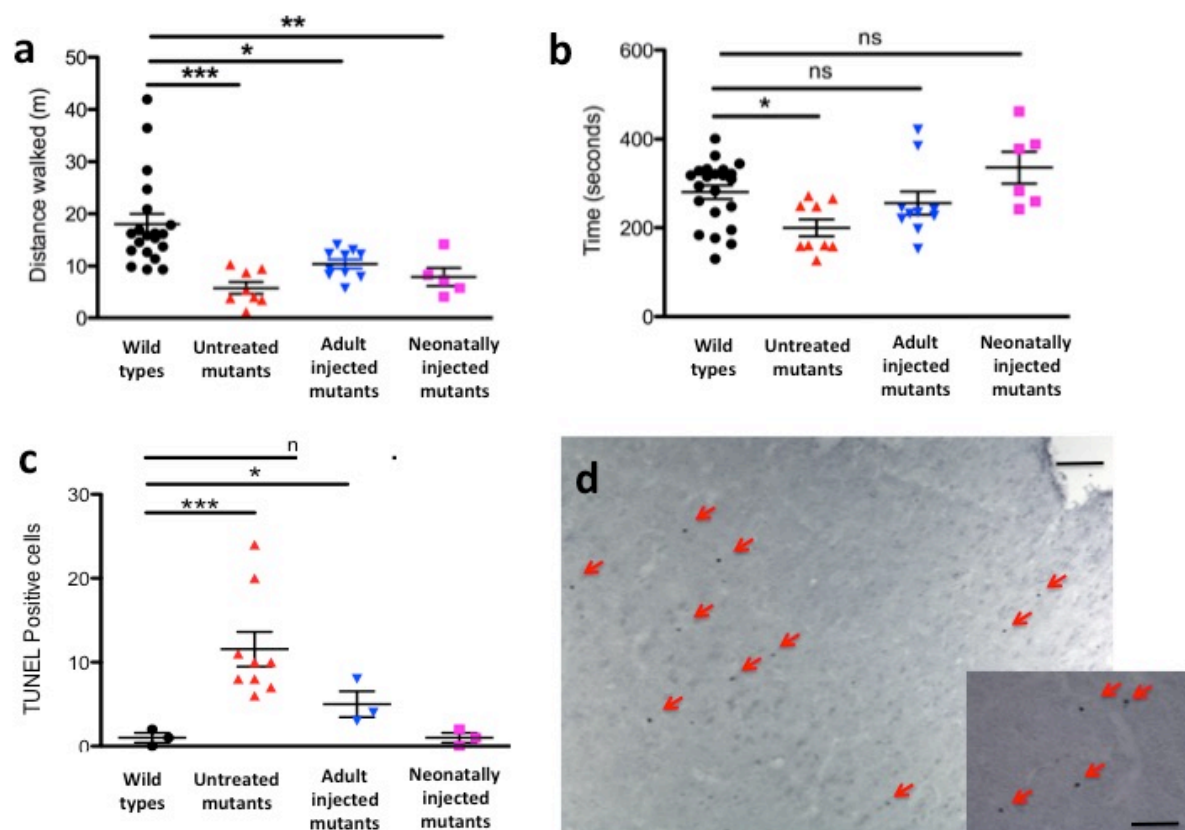 a
**
*
***
50
40
30
20
10
0
Distance walked (m)
Wild
types
Untreated
mutants
Adult
injected
mutants
Neonatally
injected
mutants
b
ns
ns
*
600
400
200
0
Time (seconds)
Wild
types
Untreated
mutants
Adult
injected
mutants
Neonatally
injected
mutants
c
n
*
***
30
20
10
0
TUNEL Positive cells
Wild
types
Untreated
mutants
Adult
injected
mutants
Neonatally
injected
mutants
d